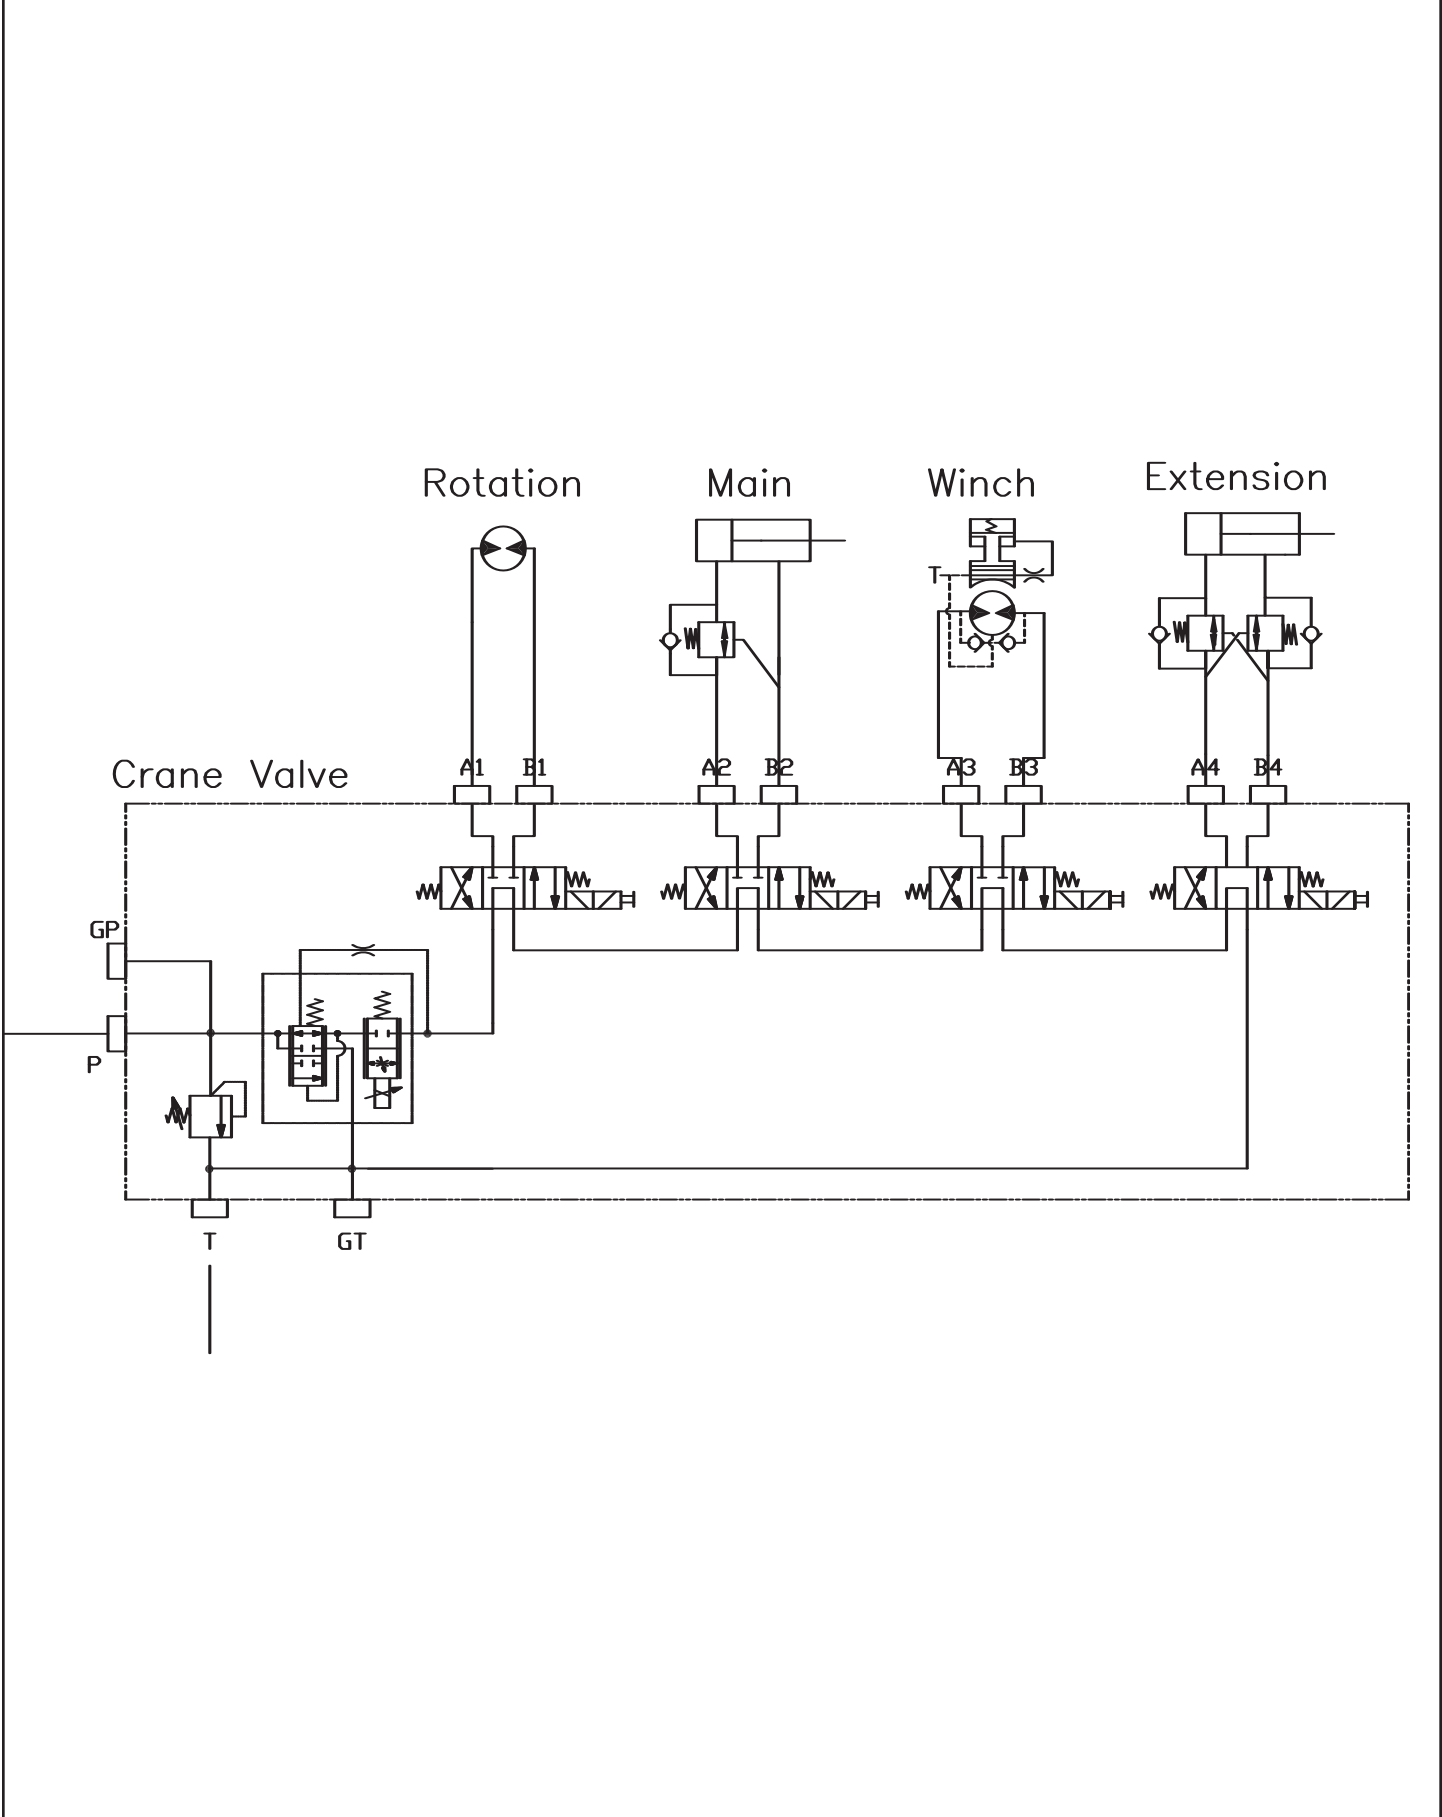 Rotation Main Winch Extension
T
Crane Valve
A1 B1 A2 B2 A3 B3 A4 B4
GP
P
T GT